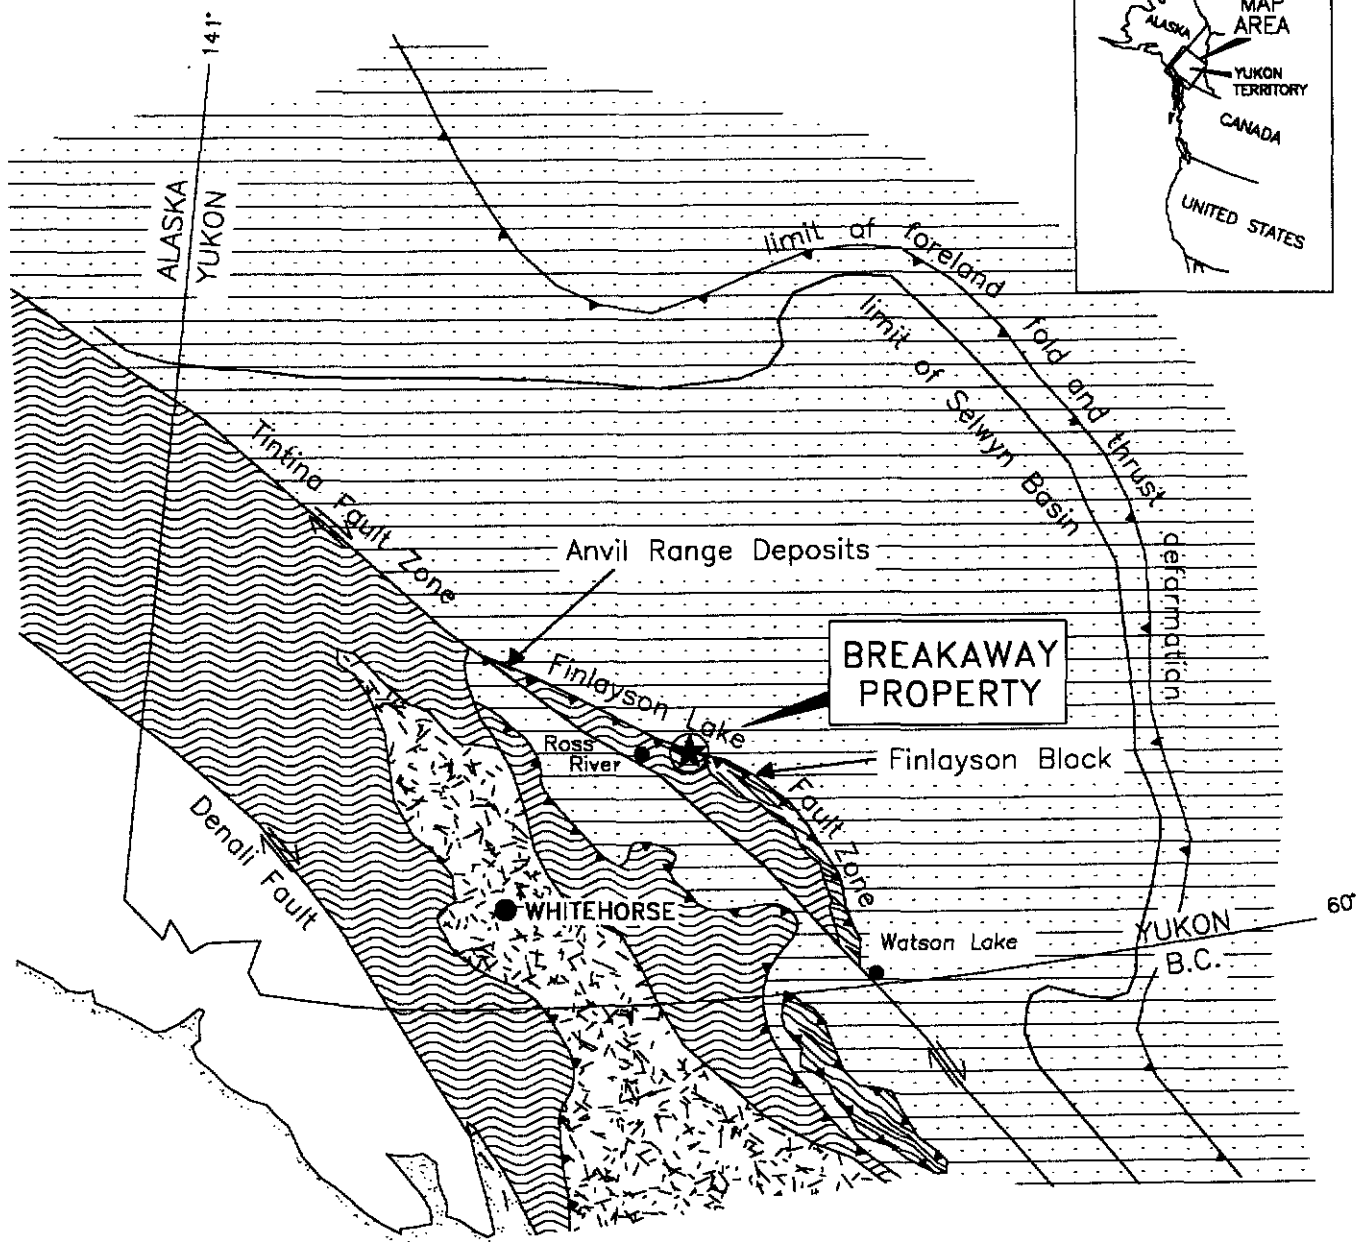 141°
MAP
AREA
ALASKA
YUKON
TERRITORY
CANADA
UNITED STATES
ALASKA
YUKON
limit of foreland fold and thrust deformation
limit of Selwyn Basin
Tintina Fault Zone
Anvil Range Deposits
BREAKAWAY
PROPERTY
Finlayson Lake Fault Zone
Ross
River
Finlayson Block
Denali Fault
WHITEHORSE
Watson Lake
60°
YUKON
B.C.